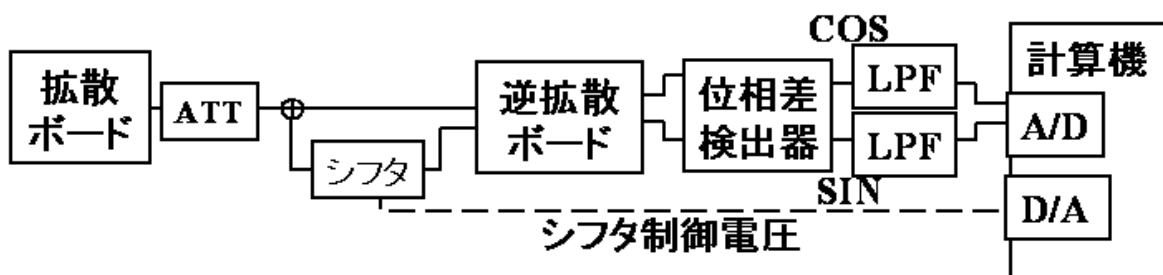 拡散
ボード
ATT
シフタ
逆拡散
ボード
位相差
検出器
COS
LPF
LPF
SIN
計算機
A/D
D/A
シフタ制御電圧